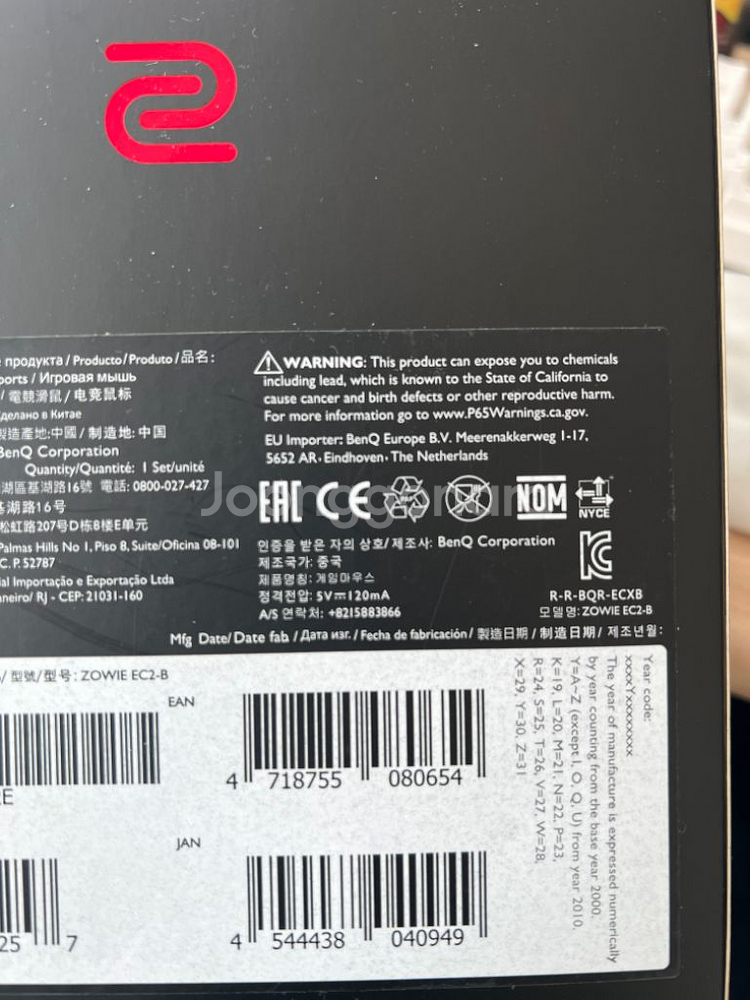 продукта / Producto / Produto / 品名:
ports / Игровая мышь
/ 電競滑鼠 / 电竞鼠标
Сделано в Китае
製造產地:中國 / 制造地: 中国
BenQ Corporation
Quantity/Quantité: 1 Set/unité
湖區基湖路16號 電話: 0800-027-427
基湖路16号
松虹路207号D栋8楼E单元
Palmas Hills No 1, Piso 8, Suite/Oficina 08-101
C. P. 52787
ial Importação e Exportação Ltda
neiro/ RJ - CEP: 21031-160
WARNING: This product can expose you to chemicals
including lead, which is known to the State of California to
cause cancer and birth defects or other reproductive harm.
For more information go to www.P65Warnings.ca.gov.
EU Importer: BenQ Europe B.V. Meerenakkerweg 1-17,
5652 AR, Eindhoven, The Netherlands
EAC CE PAP NOM NYCE
인증을 받은 자의 상호/ 제조사: BenQ Corporation
제조국가: 중국
제품명칭: 게임마우스
정격전압: 5V⎓120mA
A/S 연락처: +8215883866
R-R-BQR-ECXB
모델명: ZOWIE EC2-B
Mfg Date/ Date fab / Дата изг. / Fecha de fabricación/ 製造日期 / 制造日期 / 제조년월:
/ 型號/型号: ZOWIE EC2-B
EAN
4 718755 080654
RE
JAN
4 544438 040949
25 7
Year code:
xxxxYxxxxxxxxx
The year of manufacture is expressed numerically
by year counting from the base year 2000.
Y=A~Z (except I, O, Q, U) from year 2010.
K=19, L=20, M=21, N=22, P=23,
R=24, S=25, T=26, V=27, W=28,
X=29, Y=30, Z=31
Joonggonara